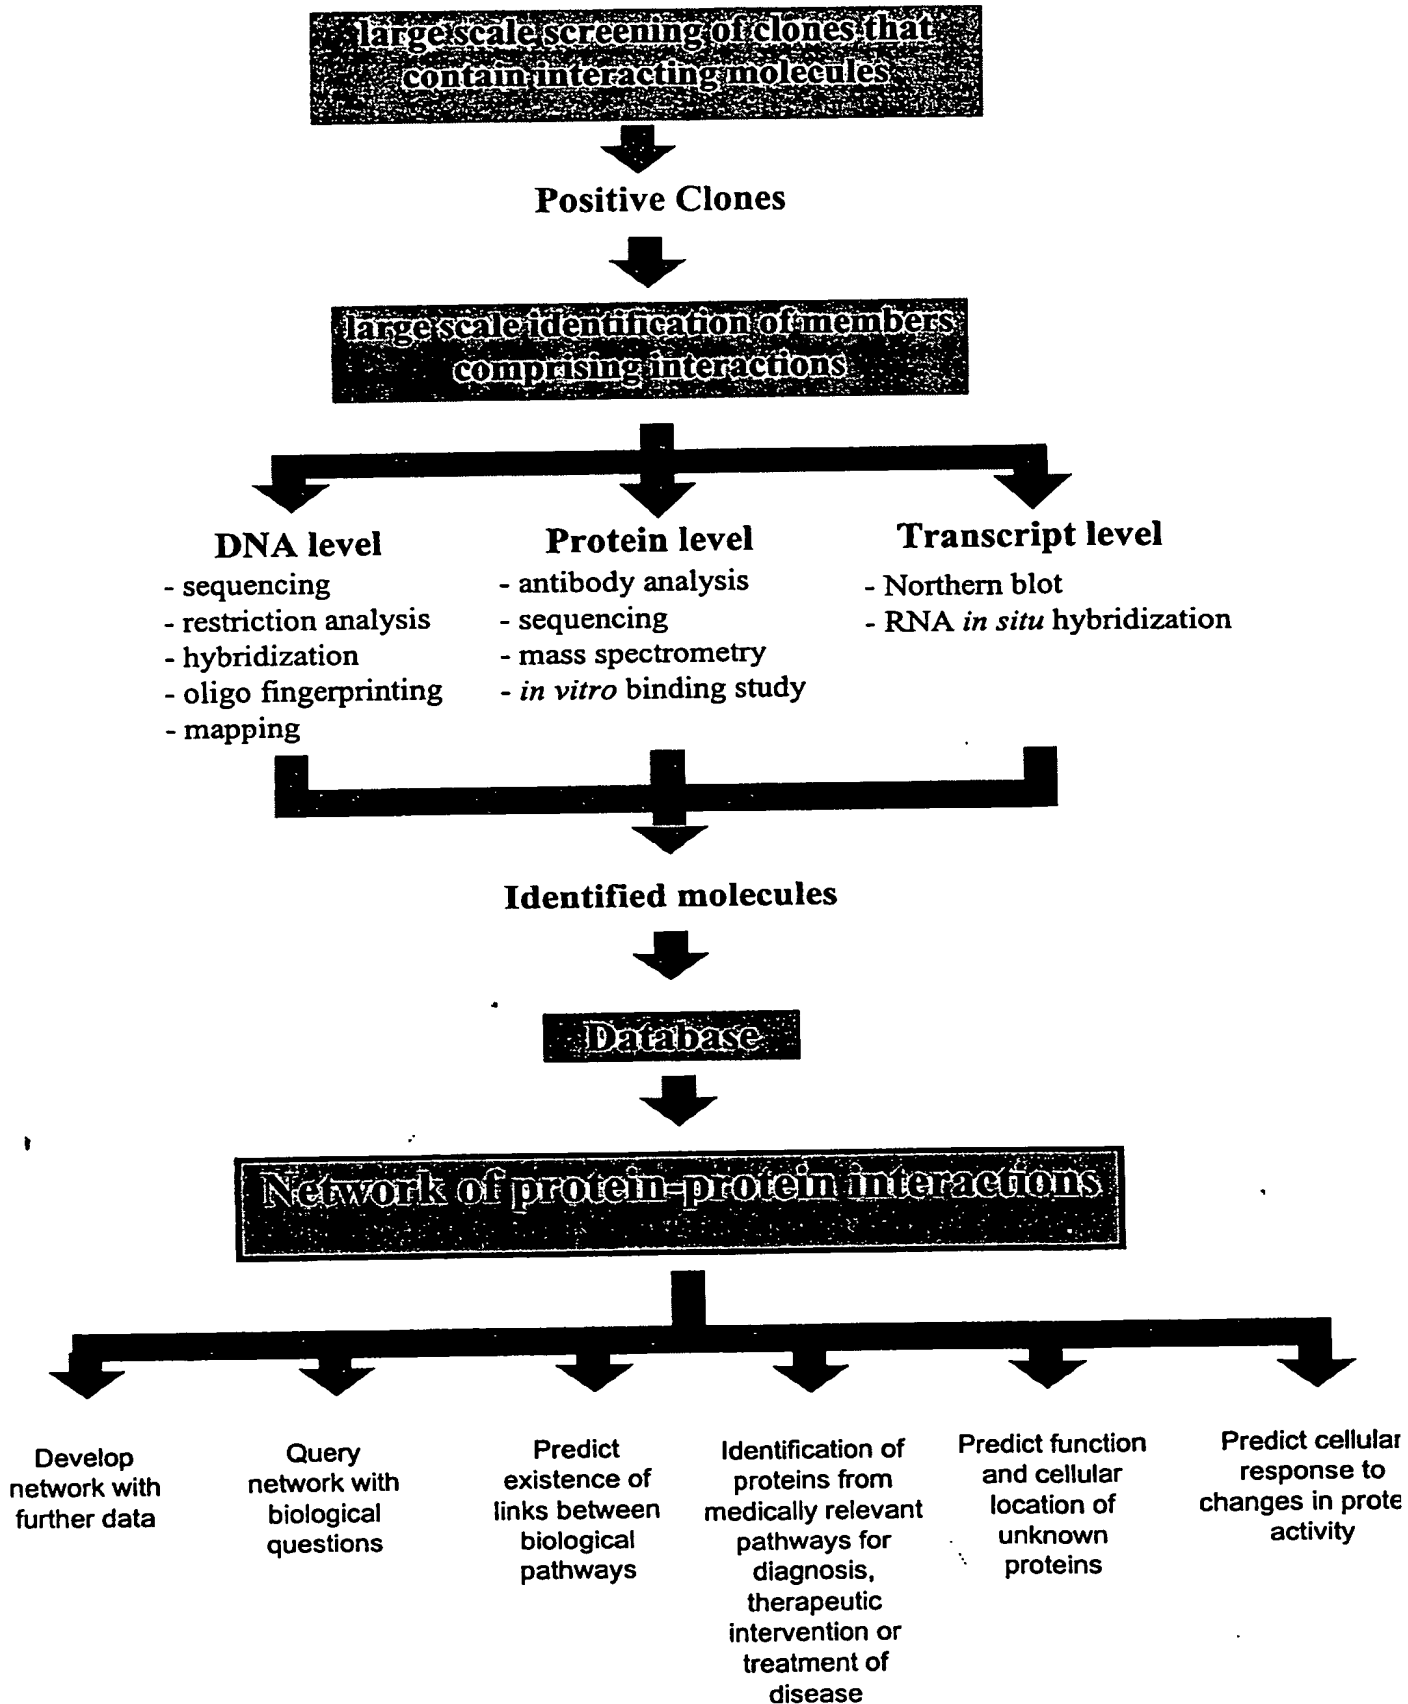 large scale screening of clones that
contain interacting molecules
Positive Clones
large scale identification of members
comprising interactions
DNA level
- sequencing
- restriction analysis
- hybridization
- oligo fingerprinting
- mapping
Protein level
- antibody analysis
- sequencing
- mass spectrometry
- in vitro binding study
Transcript level
- Northern blot
- RNA in situ hybridization
Identified molecules
Database
Network of protein-protein interactions
Develop
network with
further data
Query
network with
biological
questions
Predict
existence of
links between
biological
pathways
Identification of
proteins from
medically relevant
pathways for
diagnosis,
therapeutic
intervention or
treatment of
disease
Predict function
and cellular
location of
unknown
proteins
Predict cellular
response to
changes in prote
activity